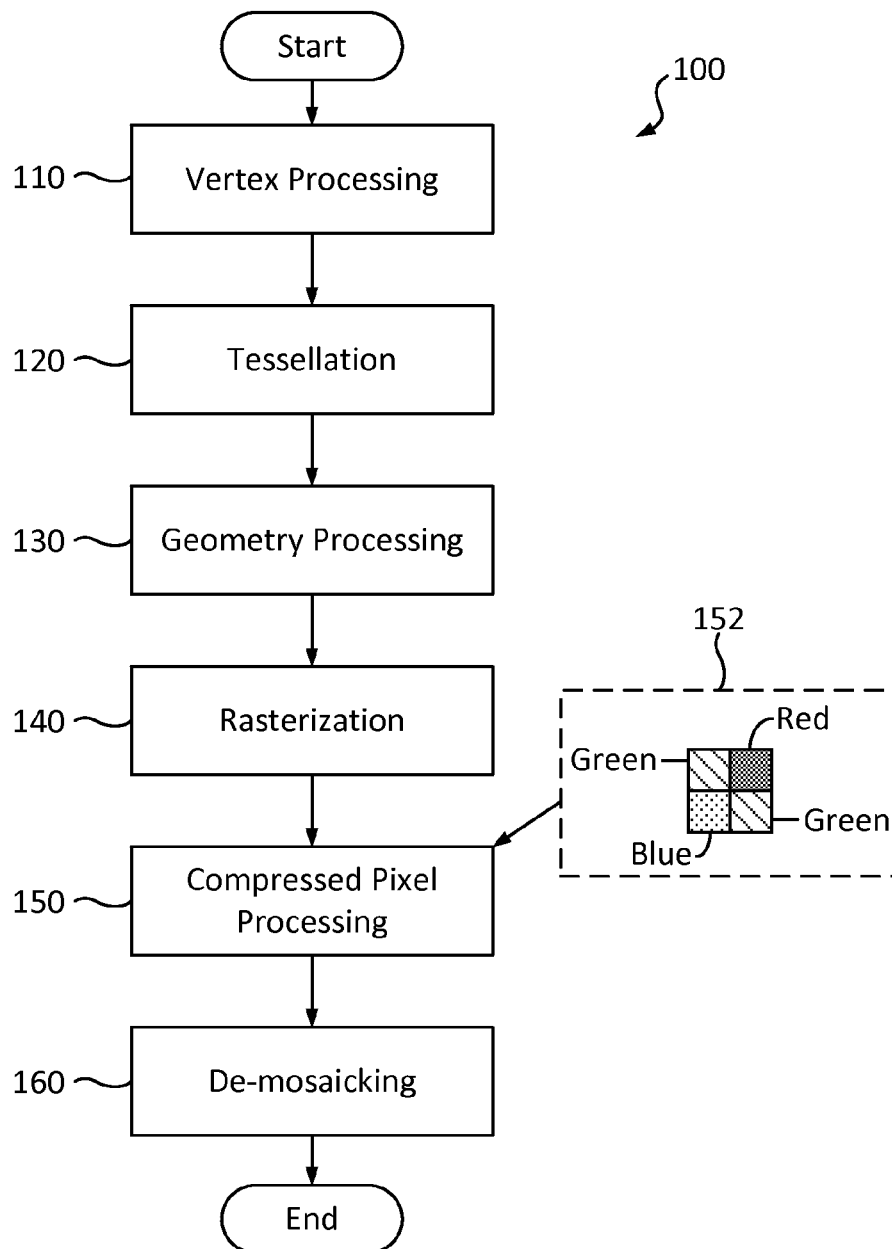 Start
100
110
Vertex Processing
120
Tessellation
130
Geometry Processing
152
140
Rasterization
Red
Green
Green
Blue
150
Compressed Pixel
Processing
160
De-mosaicking
End